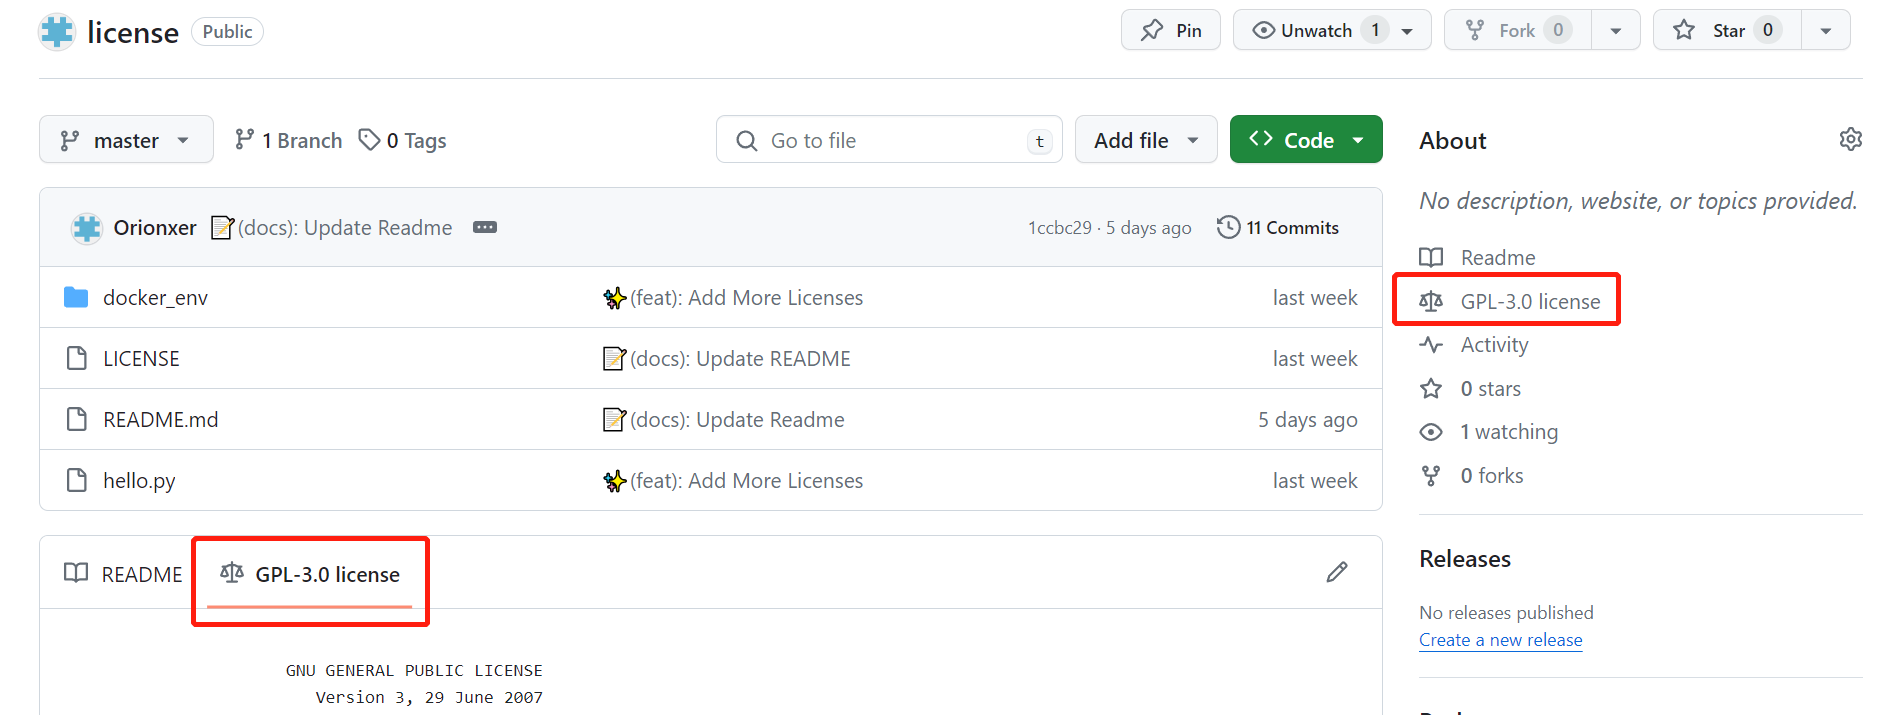 license Public Pin Unwatch 1 Fork 0 Star 0
master 1 Branch 0 Tags Go to file t Add file Code
Orionxer (docs): Update Readme 1ccbc29 · 5 days ago 11 Commits
docker_env (feat): Add More Licenses last week
LICENSE (docs): Update README last week
README.md (docs): Update Readme 5 days ago
hello.py (feat): Add More Licenses last week
README GPL-3.0 license
GNU GENERAL PUBLIC LICENSE
Version 3, 29 June 2007
About
No description, website, or topics provided.
Readme
GPL-3.0 license
Activity
0 stars
1 watching
0 forks
Releases
No releases published
Create a new release